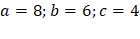 a = 8; b = 6; c = 4